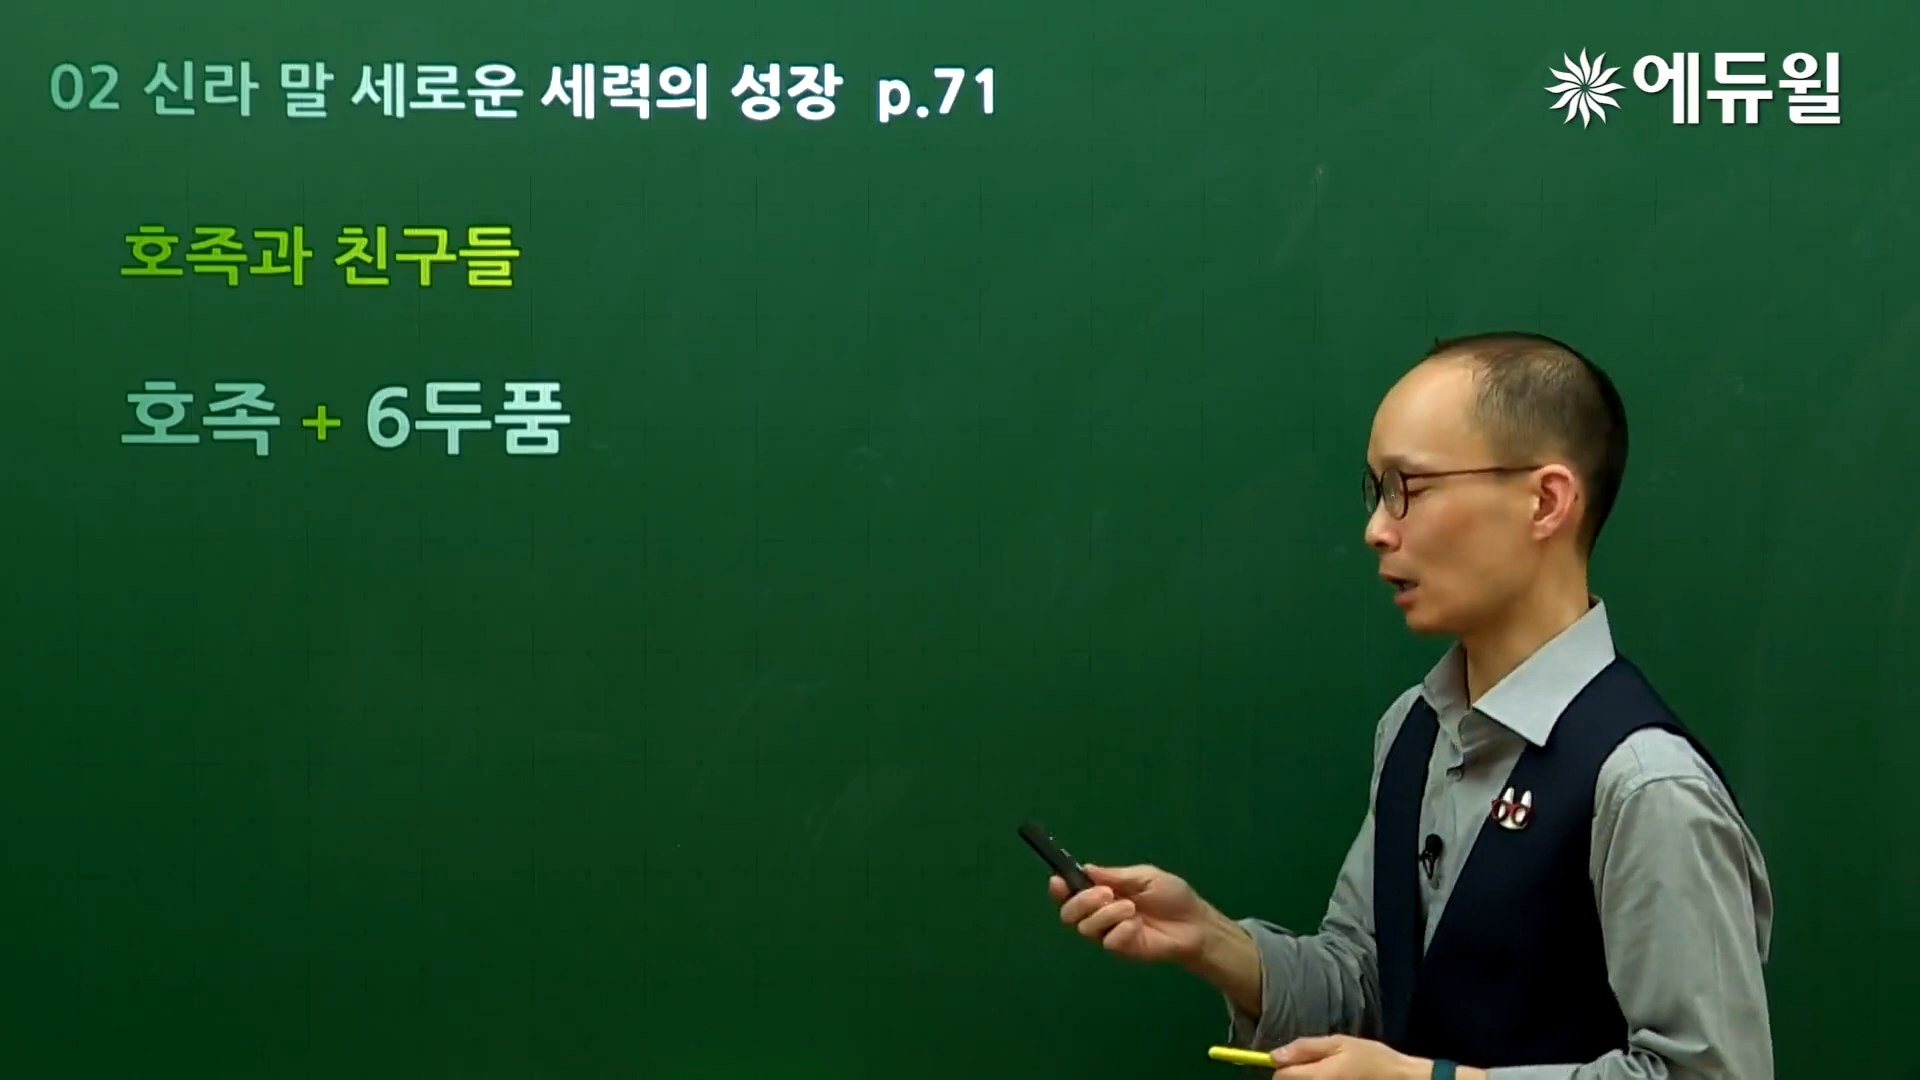 02 신라 말 세로운 세력의 성장 p.71
에듀윌
호족과 친구들
호족 + 6두품